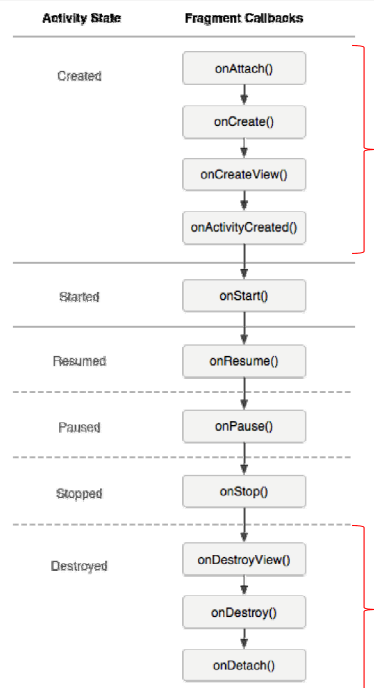 Activity State Fragment Callbacks
Created
onAttach()
onCreate()
onCreateView()
onActivityCreated()
Started onStart()
Resumed onResume()
Paused onPause()
Stopped onStop()
Destroyed onDestroyView()
onDestroy()
onDetach()